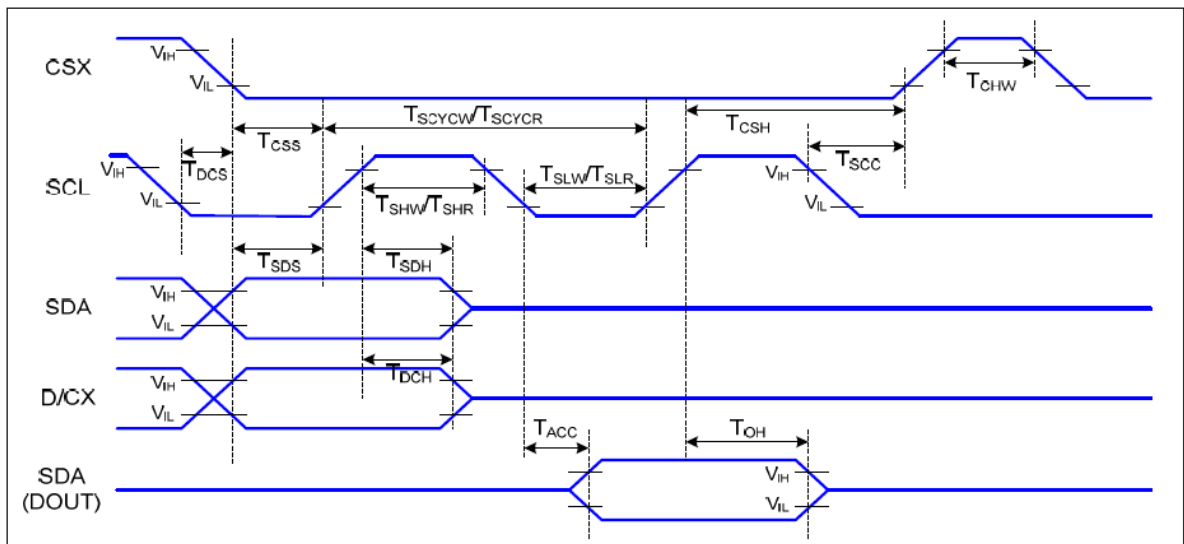 CSX
VIH
VIL
TCHW
TSCYCW/TSCYCR
TCSS
TCSH
TDCS
TSCC
SCL
VIH
VIL
TSLW/TSLR
TSHW/TSHR
VIH
VIL
TSDS
TSDH
SDA
VIH
VIL
TDCH
D/CX
VIH
VIL
TACC
TOH
SDA
(DOUT)
VIH
VIL